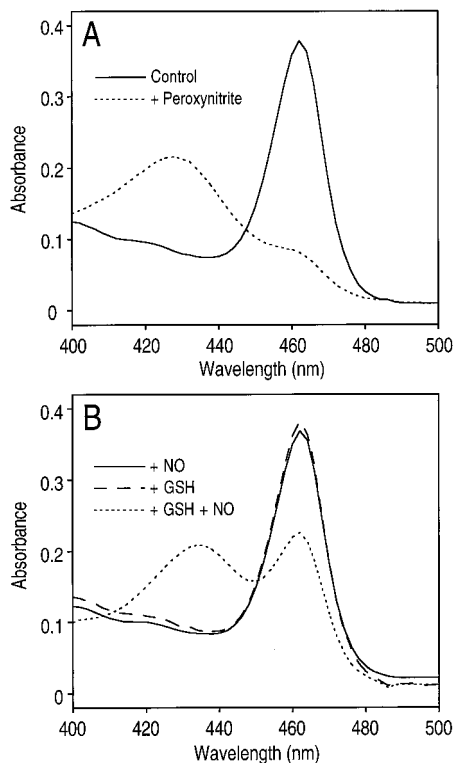 A
Control
+ Peroxynitrite
Absorbance
0.4
0.3
0.2
0.1
0
400 420 440 460 480 500
Wavelength (nm)
B
+ NO
+ GSH
+ GSH + NO
Absorbance
0.4
0.3
0.2
0.1
0
400 420 440 460 480 500
Wavelength (nm)